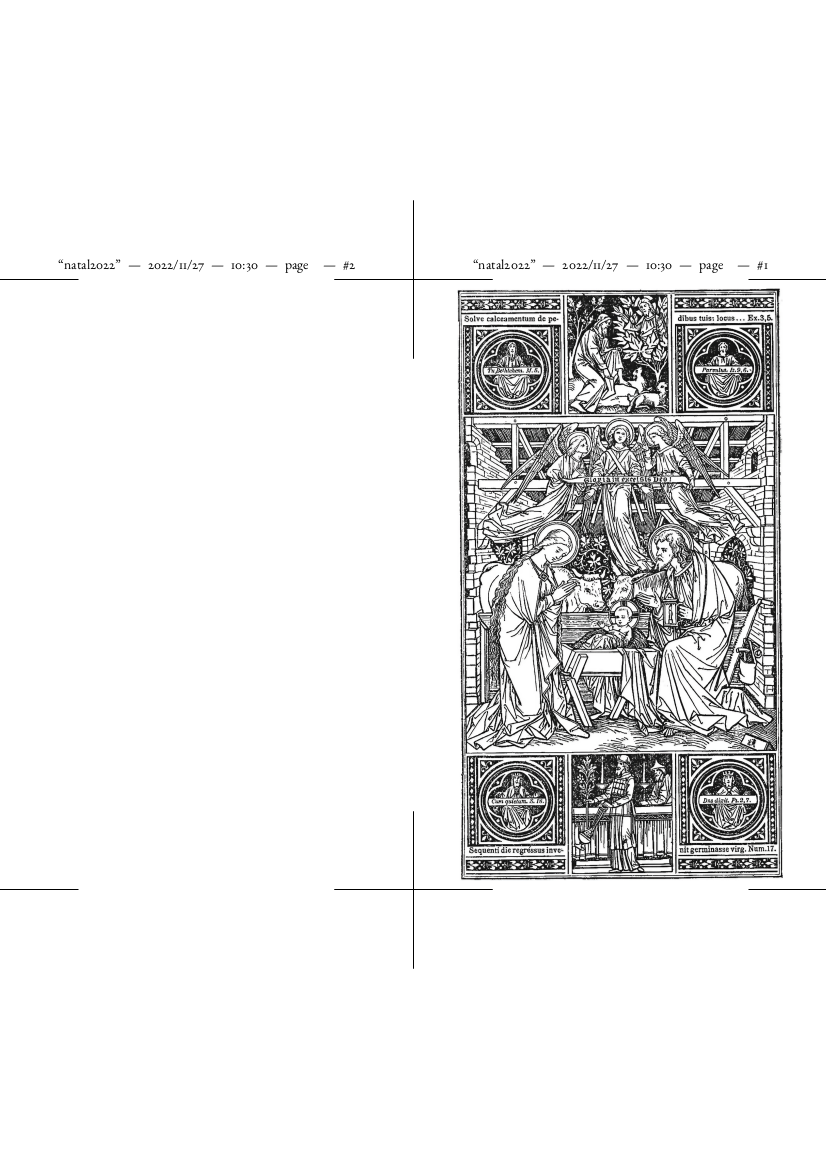 “natal2022” — 2022/11/27 — 10:30 — page — #2
“natal2022” — 2022/11/27 — 10:30 — page — #1
Solve calceamentum de pe-
dibus tuis: locus... Ex.3,5.
Tu Bethlehem. M.5.
Parvulus. Is.9,6.
Gloria in excelsis Deo!
Cum quietum. S. 18.
Dns dixit. Ps.2,7.
Sequenti die regressus inve-
nit germinasse virg. Num.17.